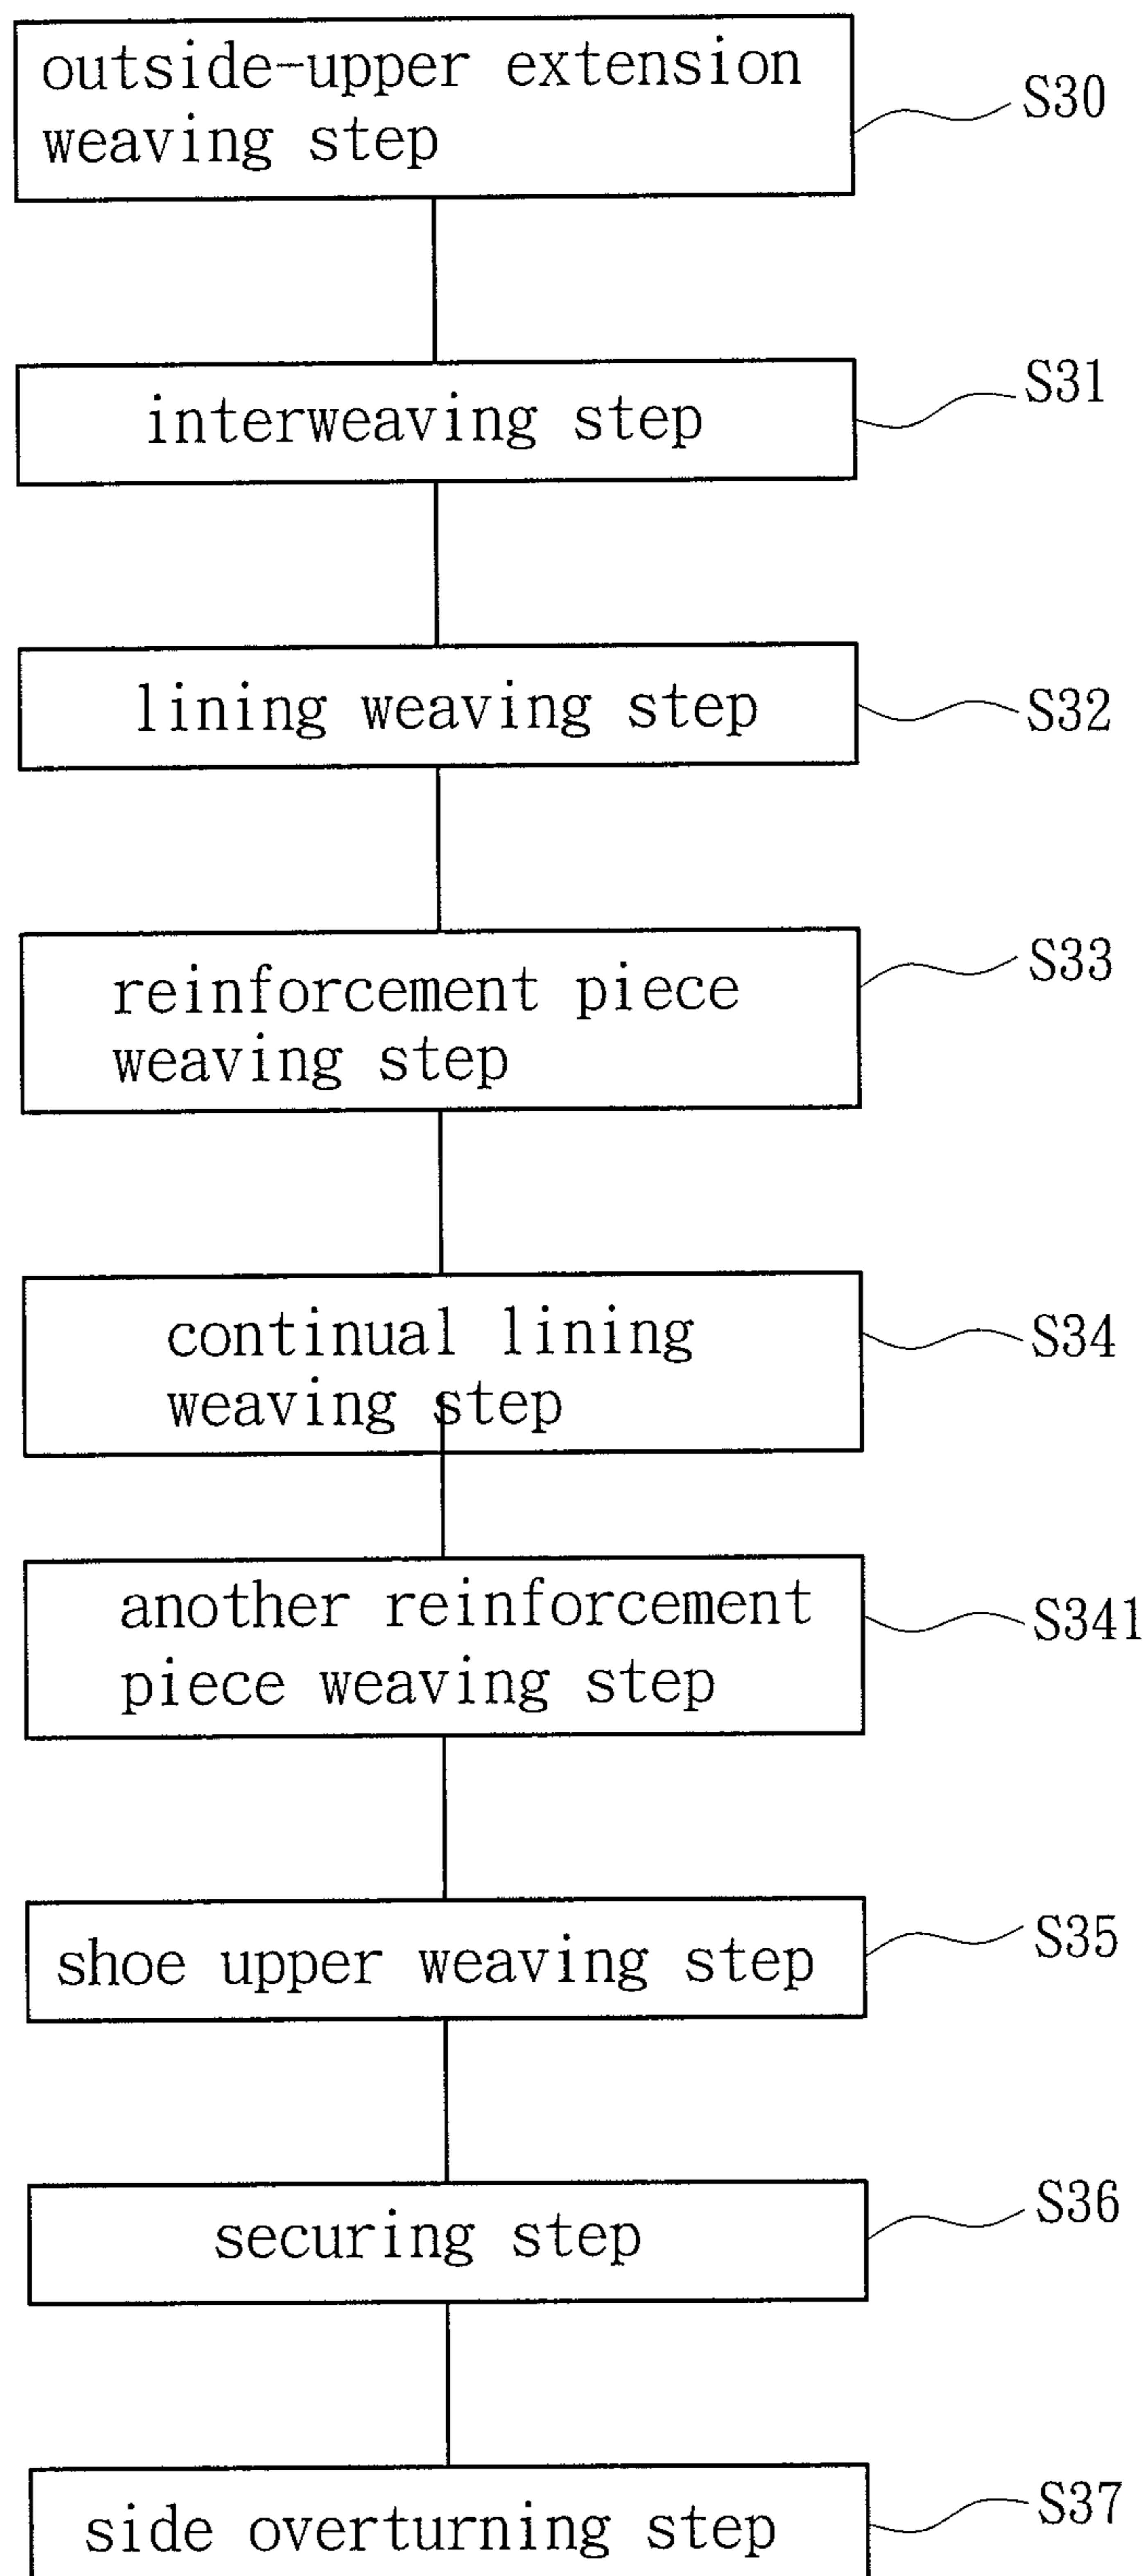 outside-upper extension
weaving step
S30
interweaving step
S31
lining weaving step
S32
reinforcement piece
weaving step
S33
continual lining
weaving step
S34
another reinforcement
piece weaving step
S341
shoe upper weaving step
S35
securing step
S36
side overturning step
S37